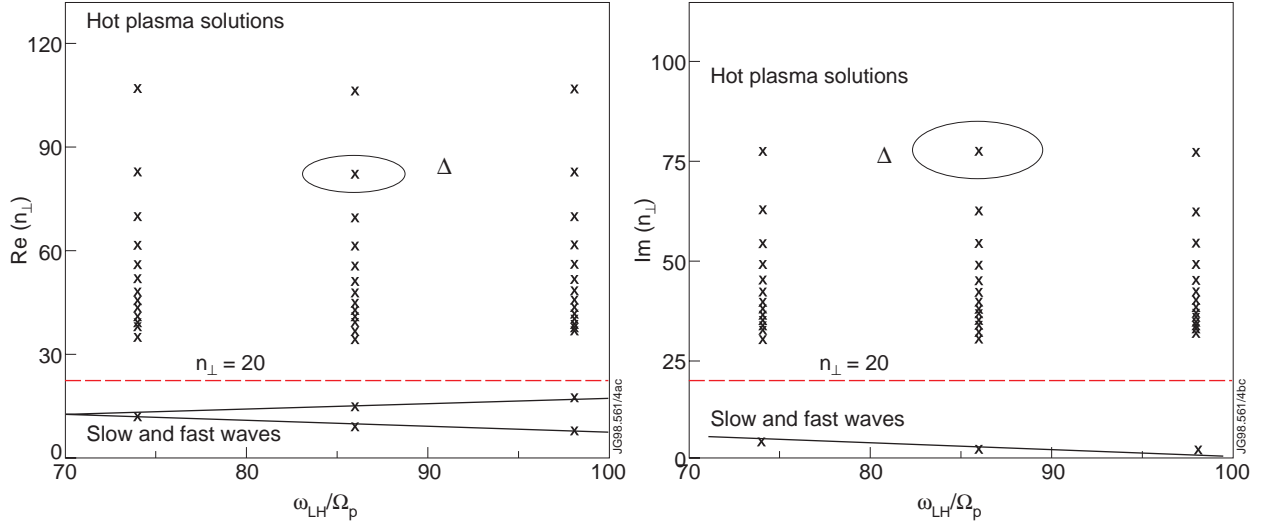 Hot plasma solutions
120
90
60
30
0
Re (n⊥)
Δ
n⊥ = 20
Slow and fast waves
70
80
90
100
ωLH/Ωp
JG98.561/4ac
Hot plasma solutions
100
75
50
25
0
Im (n⊥)
Δ
n⊥ = 20
Slow and fast waves
70
80
90
100
ωLH/Ωp
JG98.561/4bc